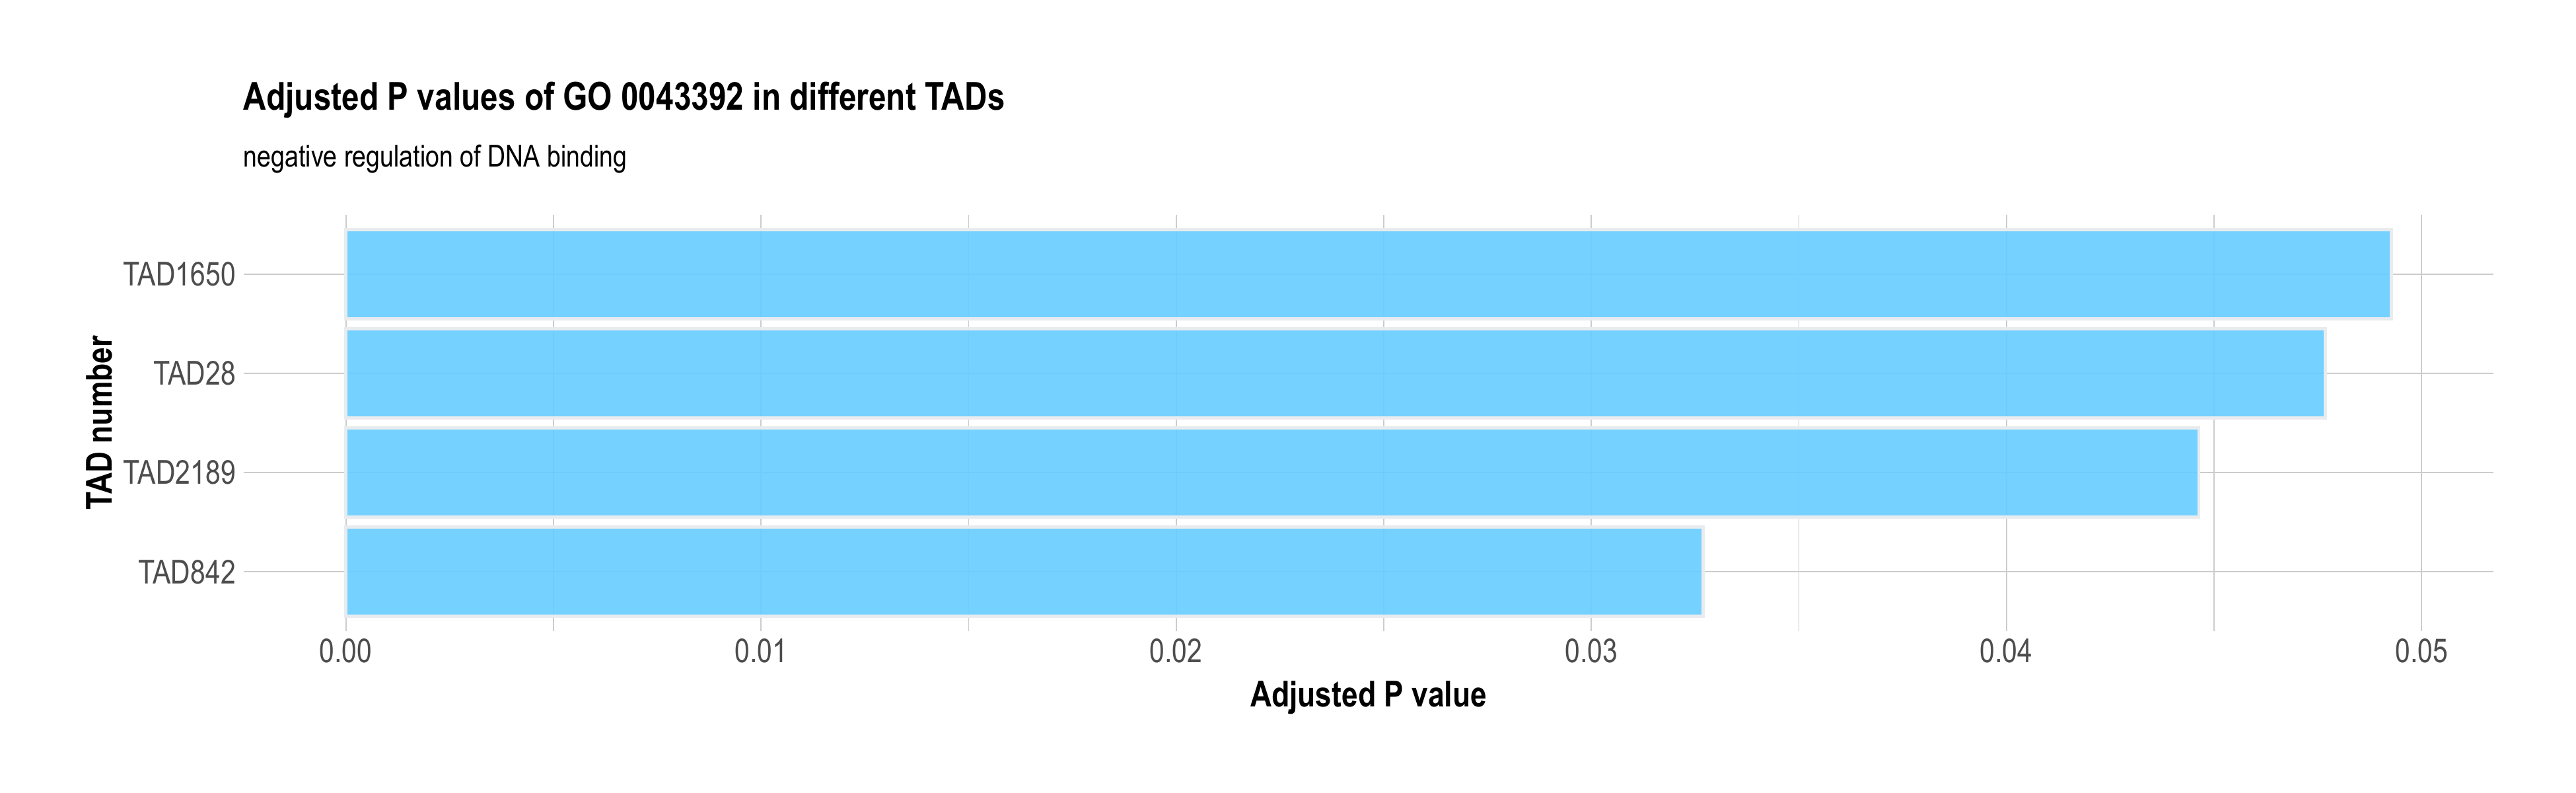 Adjusted P values of GO 0043392 in different TADs
negative regulation of DNA binding
TAD number
TAD1650
TAD28
TAD2189
TAD842
0.00 0.01 0.02 0.03 0.04 0.05
Adjusted P value